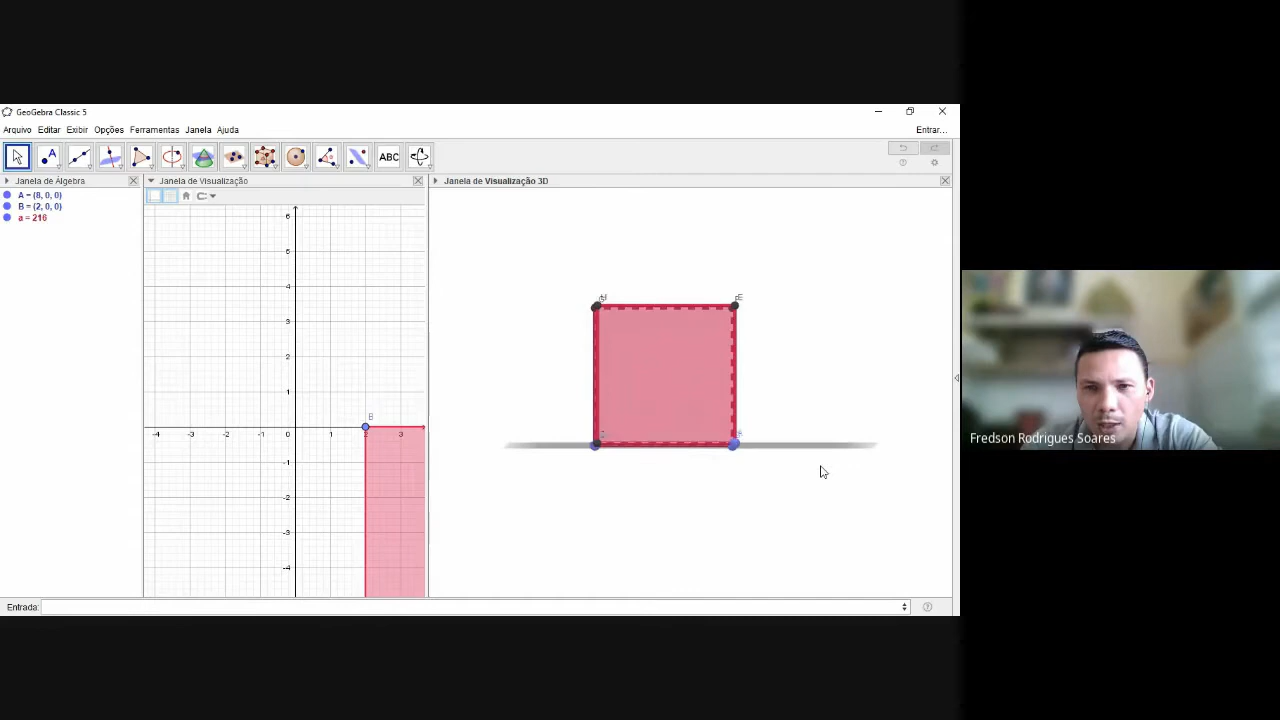 GeoGebra Classic 5
Arquivo Editar Exibir Opções Ferramentas Janela Ajuda Entrar...
ABC
Janela de Álgebra
Janela de Visualização
Janela de Visualização 3D
A = (8, 0, 0)
B = (2, 0, 0)
a = 216
6
5
4
3
2
1
-4 -3 -2 -1 0 1 2 3
-1
-2
-3
-4
B
E
Entrada:
Fredson Rodrigues Soares